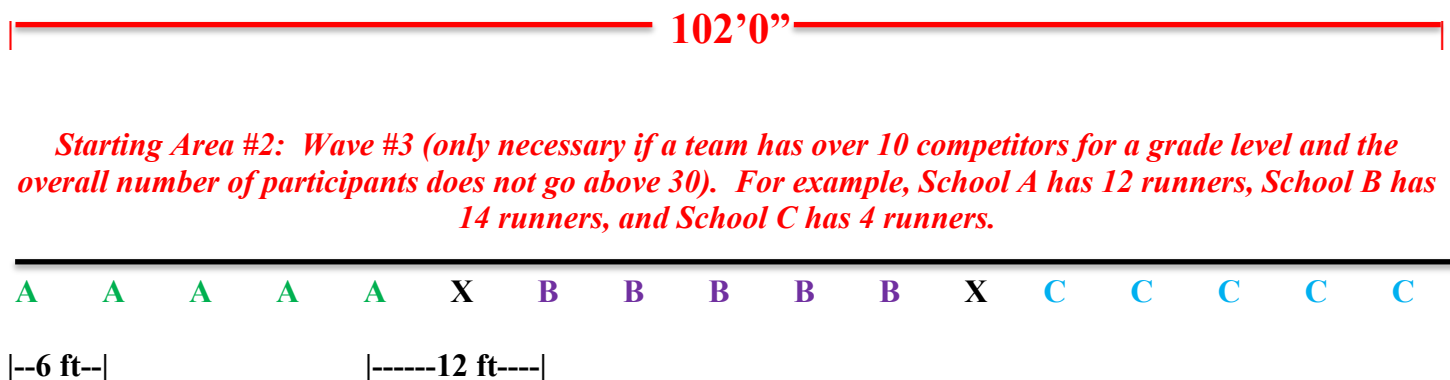 |102’0”|
Starting Area #2: Wave #3 (only necessary if a team has over 10 competitors for a grade level and the
overall number of participants does not go above 30). For example, School A has 12 runners, School B has
14 runners, and School C has 4 runners.
A A A A A X B B B B B X C C C C C
|--6 ft--| |------12 ft----|